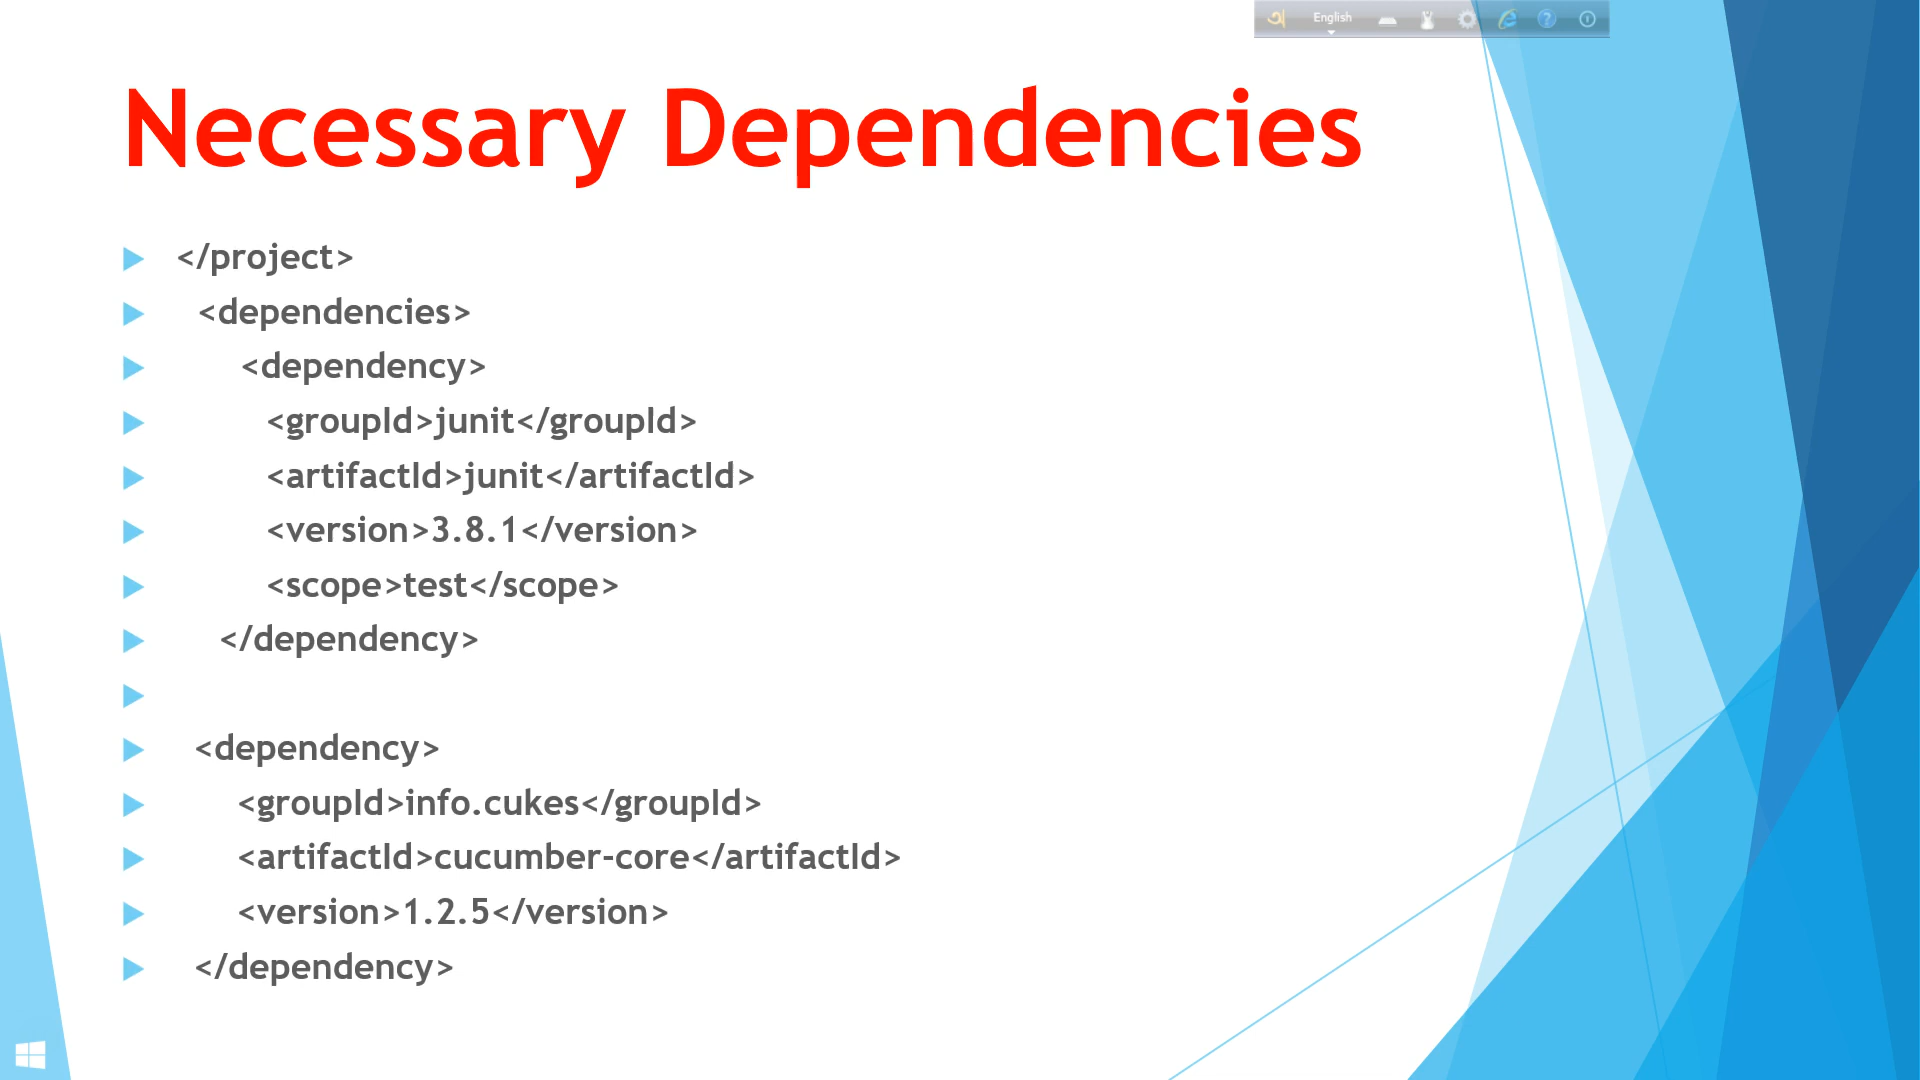 English
Necessary Dependencies
</project>
<dependencies>
<dependency>
<groupId>junit</groupId>
<artifactId>junit</artifactId>
<version>3.8.1</version>
<scope>test</scope>
</dependency>
<dependency>
<groupId>info.cukes</groupId>
<artifactId>cucumber-core</artifactId>
<version>1.2.5</version>
</dependency>